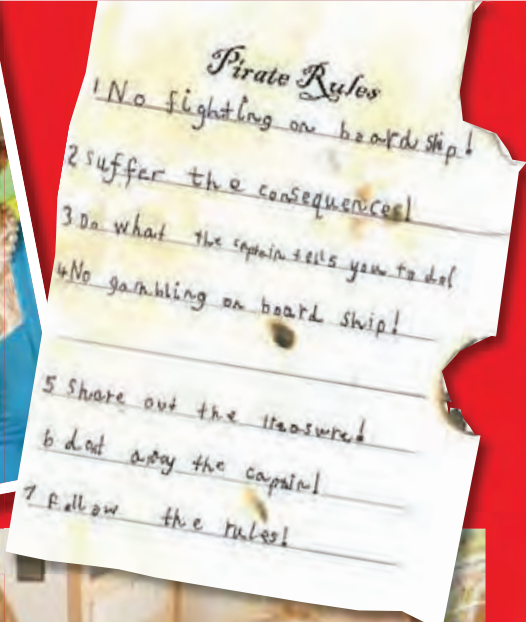 Pirate Rules
1 No fighting on board ship!
2 suffer the consequences!
3 Do what the captain tells you to do!
4 No gambling on board ship!
5 Share out the treasure!
6 dont anoy the captain!
7 Follow the rules!